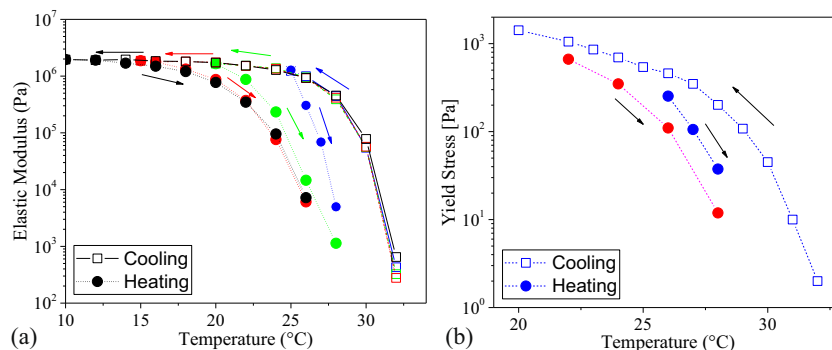 10⁷
10⁶
10⁵
10⁴
10³
10²
Elastic Modulus (Pa)
Cooling
Heating
10 15 20 25 30
(a) Temperature (°C)
10³
10²
10¹
10⁰
Yield Stress [Pa]
Cooling
Heating
20 25 30
(b) Temperature (°C)